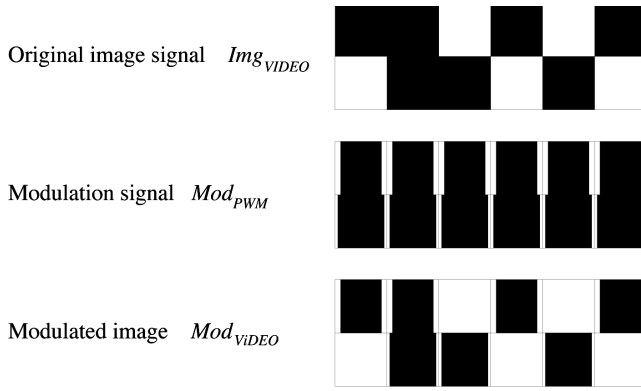 Original image signal Img_VIDEO
Modulation signal Mod_PWM
Modulated image Mod_ViDEO